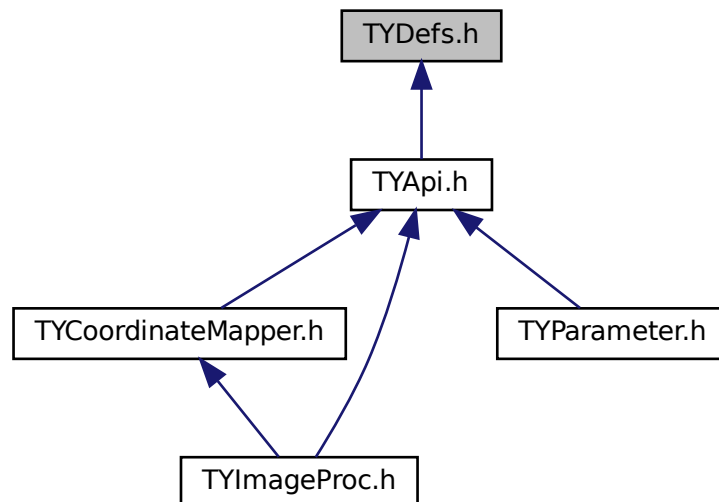 TYDefs.h
TYApi.h
TYCoordinateMapper.h
TYParameter.h
TYImageProc.h